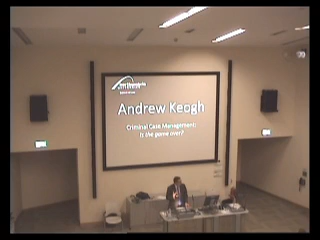 Andrew Keogh
Criminal Case Management:
Is the game over?